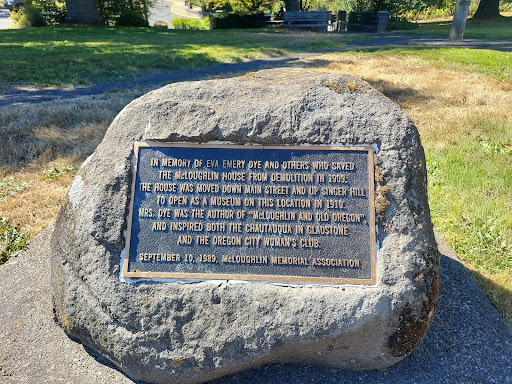 IN MEMORY OF EVA EMERY DYE AND OTHERS WHO SAVED
THE McLOUGHLIN HOUSE FROM DEMOLITION IN 1909.
THE HOUSE WAS MOVED DOWN MAIN STREET AND UP SINGER HILL
TO OPEN AS A MUSEUM ON THIS LOCATION IN 1910.
MRS. DYE WAS THE AUTHOR OF "McLOUGHLIN AND OLD OREGON"
AND INSPIRED BOTH THE CHAUTAUQUA IN GLADSTONE
AND THE OREGON CITY WOMAN'S CLUB.
SEPTEMBER 10, 1989, McLOUGHLIN MEMORIAL ASSOCIATION